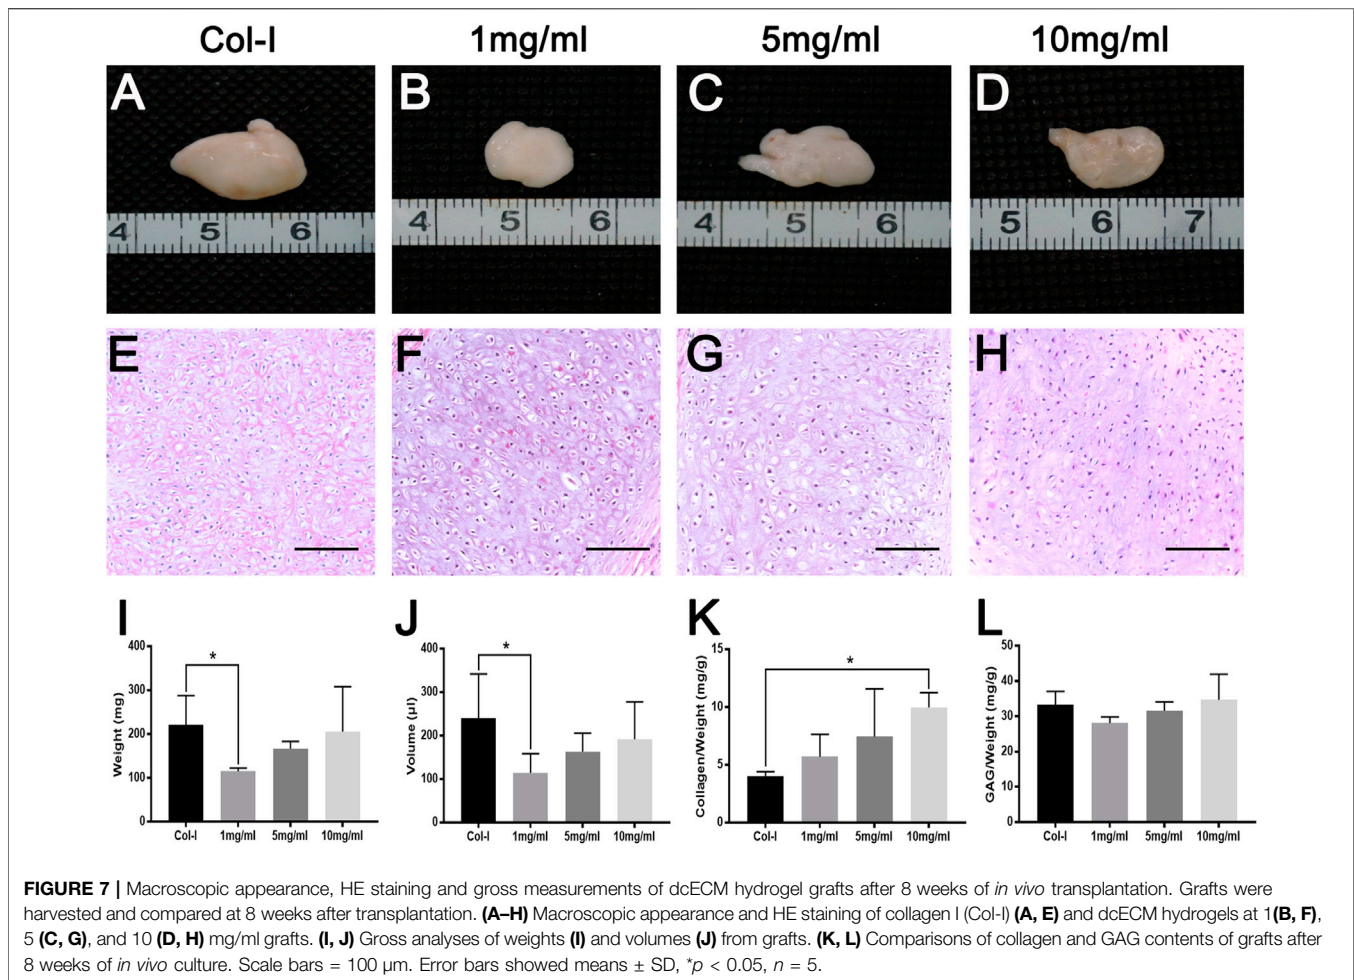 Col-I 1mg/ml 5mg/ml 10mg/ml
A B C D
4 5 6 4 5 6 4 5 6 5 6 7
E F G H
I J K L
Weight (mg)
400
300
200
100
0
*
Col-I 1mg/ml 5mg/ml 10mg/ml
Volume (µl)
400
300
200
100
0
*
Col-I 1mg/ml 5mg/ml 10mg/ml
Collagen/Weight (mg/g)
15
10
5
0
*
Col-I 1mg/ml 5mg/ml 10mg/ml
GAG/Weight (mg/g)
50
40
30
20
10
0
Col-I 1mg/ml 5mg/ml 10mg/ml
FIGURE 7 | Macroscopic appearance, HE staining and gross measurements of dcECM hydrogel grafts after 8 weeks of in vivo transplantation. Grafts were
harvested and compared at 8 weeks after transplantation. (A–H) Macroscopic appearance and HE staining of collagen I (Col-I) (A, E) and dcECM hydrogels at 1(B, F),
5 (C, G), and 10 (D, H) mg/ml grafts. (I, J) Gross analyses of weights (I) and volumes (J) from grafts. (K, L) Comparisons of collagen and GAG contents of grafts after
8 weeks of in vivo culture. Scale bars = 100 µm. Error bars showed means ± SD, *p < 0.05, n = 5.